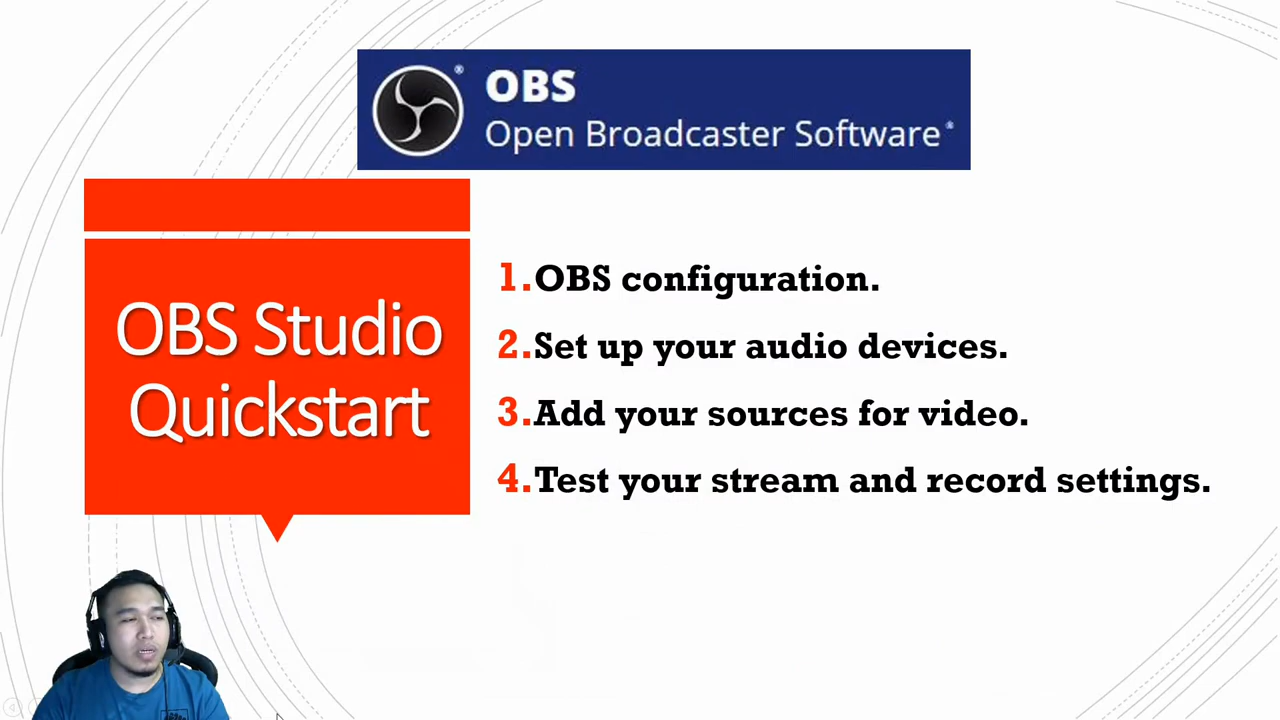 OBS®
Open Broadcaster Software®
OBS Studio
Quickstart
1.OBS configuration.
2.Set up your audio devices.
3.Add your sources for video.
4.Test your stream and record settings.